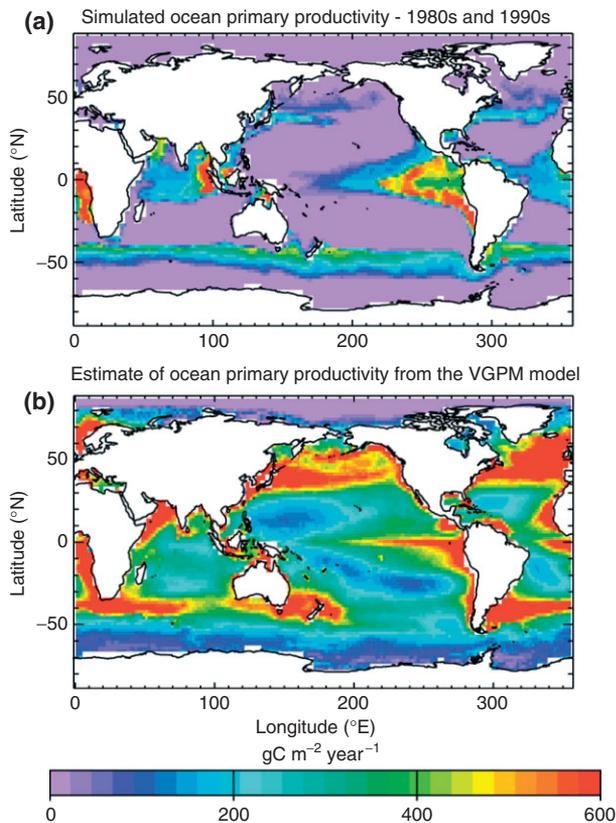 (a) Simulated ocean primary productivity - 1980s and 1990s
Latitude (°N)
50
0
−50
0 100 200 300
Estimate of ocean primary productivity from the VGPM model
(b)
Latitude (°N)
50
0
−50
0 100 200 300
Longitude (°E)
gC m⁻² year⁻¹
0 200 400 600